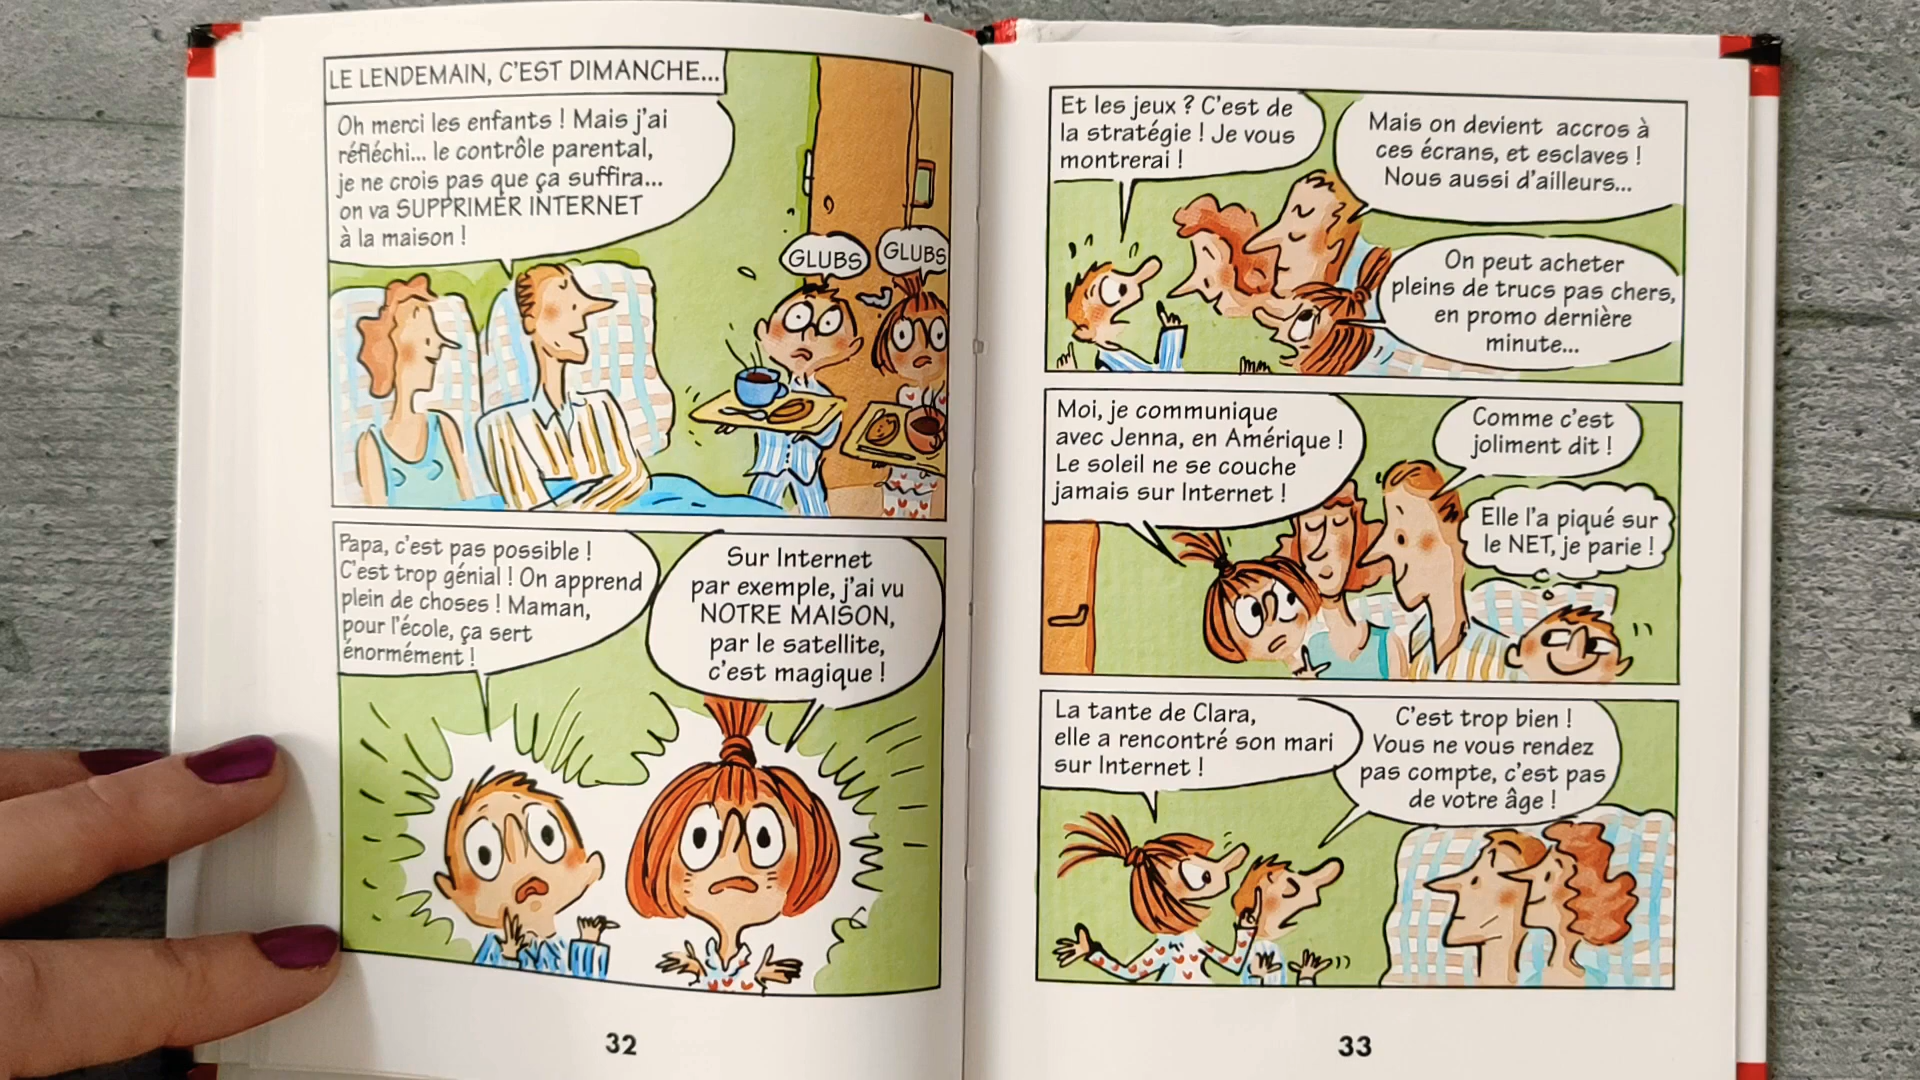 LE LENDEMAIN, C'EST DIMANCHE...
Oh merci les enfants ! Mais j'ai
réfléchi... le contrôle parental,
je ne crois pas que ça suffira...
on va SUPPRIMER INTERNET
à la maison !
GLUBS
GLUBS
Papa, c'est pas possible !
C'est trop génial ! On apprend
plein de choses ! Maman,
pour l'école, ça sert
énormément !
Sur Internet
par exemple, j'ai vu
NOTRE MAISON,
par le satellite,
c'est magique !
32
Et les jeux ? C'est de
la stratégie ! Je vous
montrerai !
Mais on devient accros à
ces écrans, et esclaves !
Nous aussi d'ailleurs...
On peut acheter
pleins de trucs pas chers,
en promo dernière
minute...
Moi, je communique
avec Jenna, en Amérique !
Le soleil ne se couche
jamais sur Internet !
Comme c'est
joliment dit !
Elle l'a piqué sur
le NET, je parie !
La tante de Clara,
elle a rencontré son mari
sur Internet !
C'est trop bien !
Vous ne vous rendez
pas compte, c'est pas
de votre âge !
33